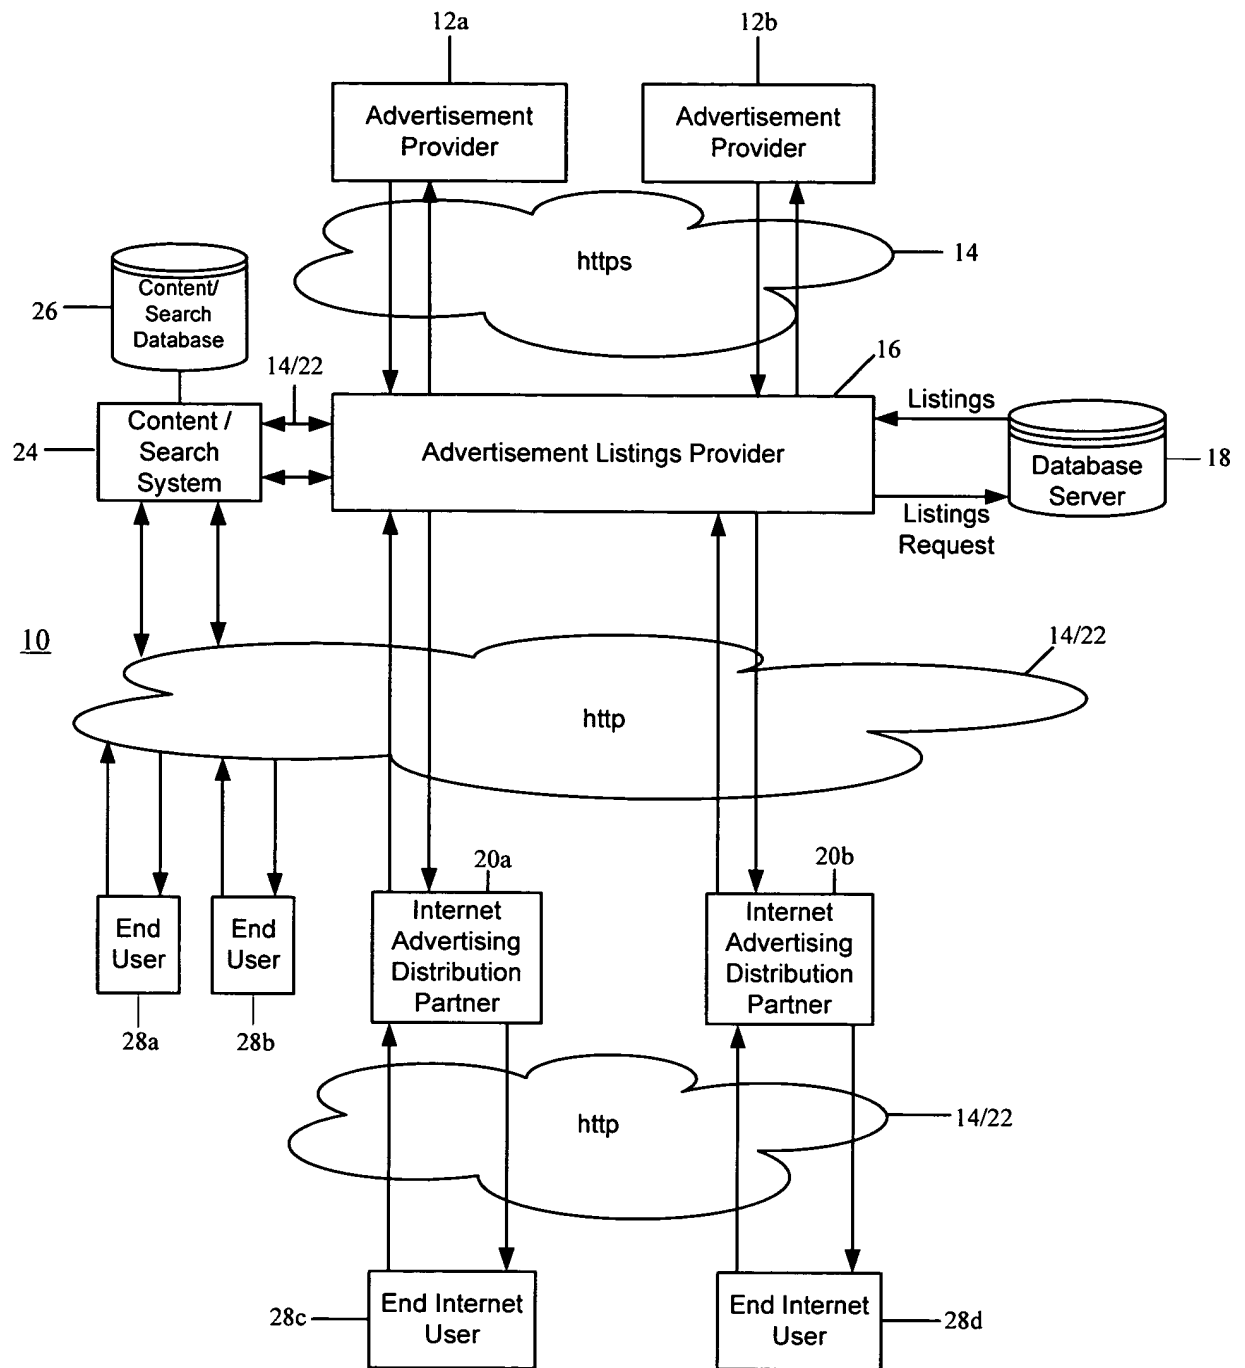 12a
12b
Advertisement
Provider
Advertisement
Provider
https
14
26
Content/
Search
Database
14/22
16
24
Content /
Search
System
Advertisement Listings Provider
Listings
Listings
Request
Database
Server
18
10
http
14/22
20a
20b
End
User
End
User
Internet
Advertising
Distribution
Partner
Internet
Advertising
Distribution
Partner
28a
28b
http
14/22
28c
End Internet
User
End Internet
User
28d